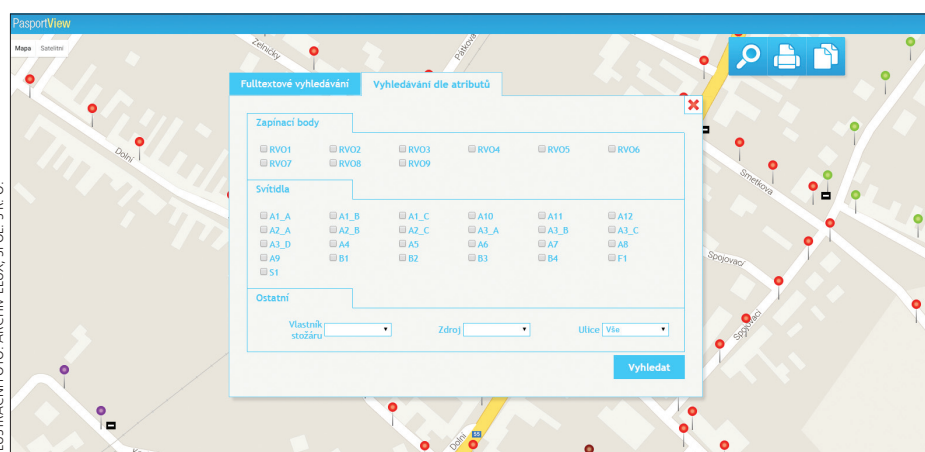 PasportView
Mapa Satelitní
Zelničky
Pátkova
Fulltextové vyhledávání Vyhledávání dle atributů
Zapínací body
RVO1 RVO2 RVO3 RVO4 RVO5 RVO6
RVO7 RVO8 RVO9
Svítidla
A1_A A1_B A1_C A10 A11 A12
A2_A A2_B A2_C A3_A A3_B A3_C
A3_D A4 A5 A6 A7 A8
A9 B1 B2 B3 B4 F1
S1
Ostatní
Vlastník stožáru Zdroj Ulice Vše
Vyhledat
Dolní
Smetkova
Spojovací
Spojovací
Dolní
55